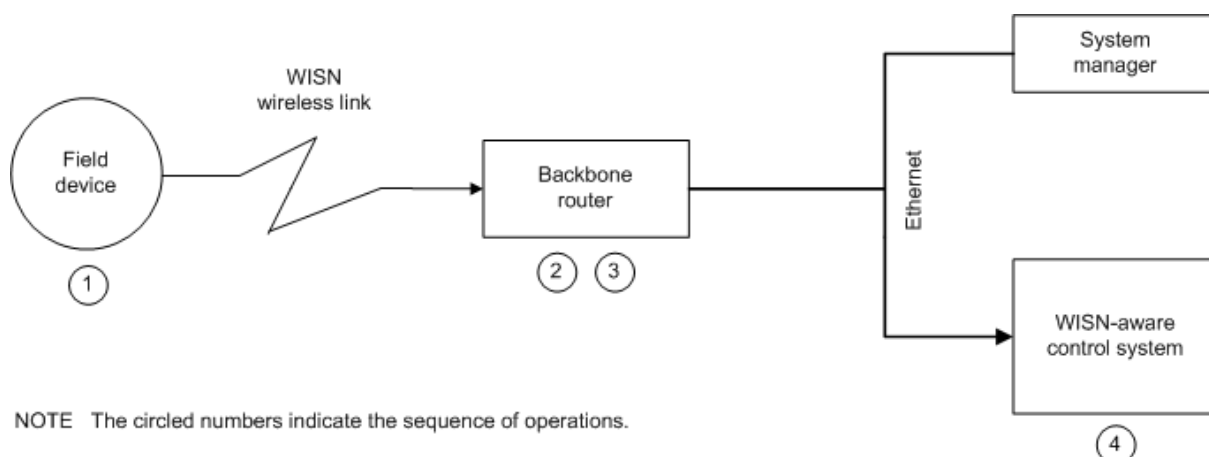 System
manager
WISN
wireless link
Field
device
Backbone
router
Ethernet
1
2
3
WISN-aware
control system
NOTE The circled numbers indicate the sequence of operations.
4